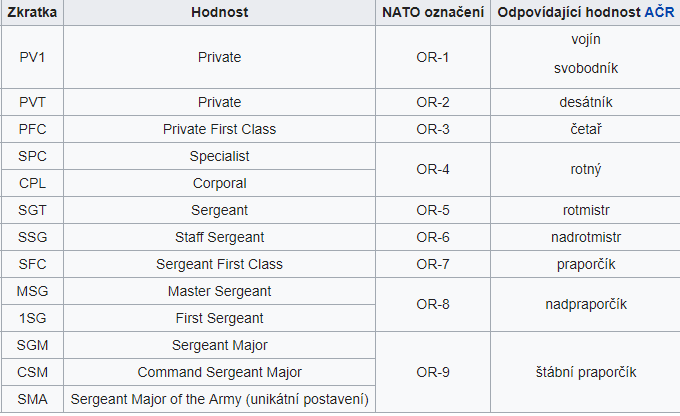 Zkratka Hodnost NATO označení Odpovídající hodnost AČR
PV1 Private OR-1 vojín
svobodník
PVT Private OR-2 desátník
PFC Private First Class OR-3 četař
SPC Specialist OR-4 rotný
CPL Corporal
SGT Sergeant OR-5 rotmistr
SSG Staff Sergeant OR-6 nadrotmistr
SFC Sergeant First Class OR-7 praporčík
MSG Master Sergeant OR-8 nadpraporčík
1SG First Sergeant
SGM Sergeant Major OR-9 štábní praporčík
CSM Command Sergeant Major
SMA Sergeant Major of the Army (unikátní postavení)